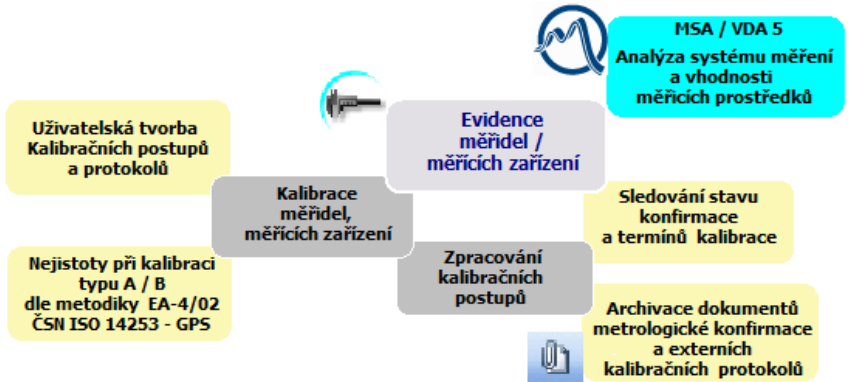 MSA / VDA 5
Analýza systému měření
a vhodnosti
měřicích prostředků
Evidence
měřidel /
měřících zařízení
Uživatelská tvorba
Kalibračních postupů
a protokolů
Kalibrace
měřidel,
měřících zařízení
Sledování stavu
konfirmace
a termínů kalibrace
Nejistoty při kalibraci
typu A / B
dle metodiky EA-4/02
ČSN ISO 14253 - GPS
Zpracování
kalibračních
postupů
Archivace dokumentů
metrologické konfirmace
a externích
kalibračních protokolů